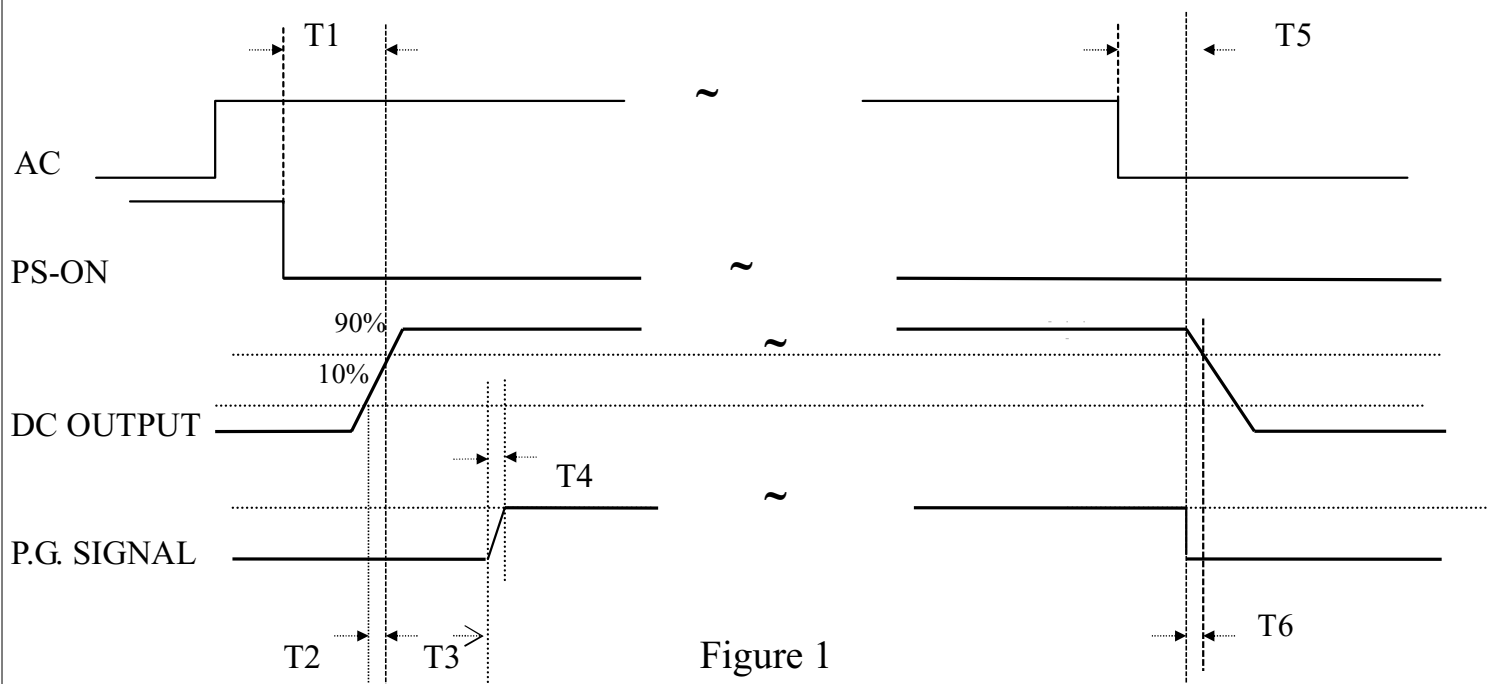 T1
T5
~
AC
PS-ON
~
90%
~
10%
DC OUTPUT
T4
~
P.G. SIGNAL
T2
T3
T6
Figure 1